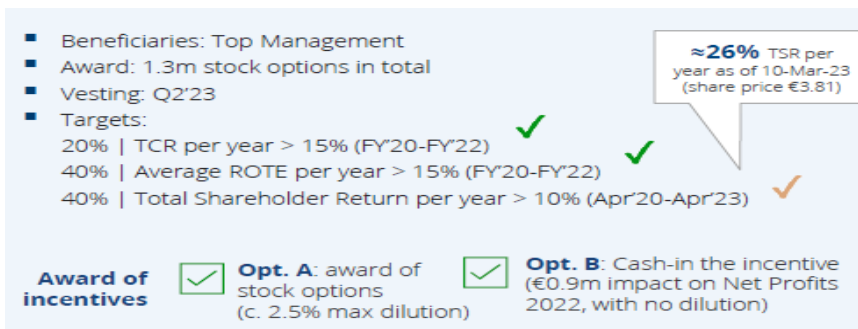 Beneficiaries: Top Management
Award: 1.3m stock options in total
Vesting: Q2'23
Targets:
20% | TCR per year > 15% (FY'20-FY'22)
40% | Average ROTE per year > 15% (FY'20-FY'22)
40% | Total Shareholder Return per year > 10% (Apr'20-Apr'23)
≈26% TSR per
year as of 10-Mar-23
(share price €3.81)
Award of
incentives
Opt. A: award of
stock options
(c. 2.5% max dilution)
Opt. B: Cash-in the incentive
(€0.9m impact on Net Profits
2022, with no dilution)